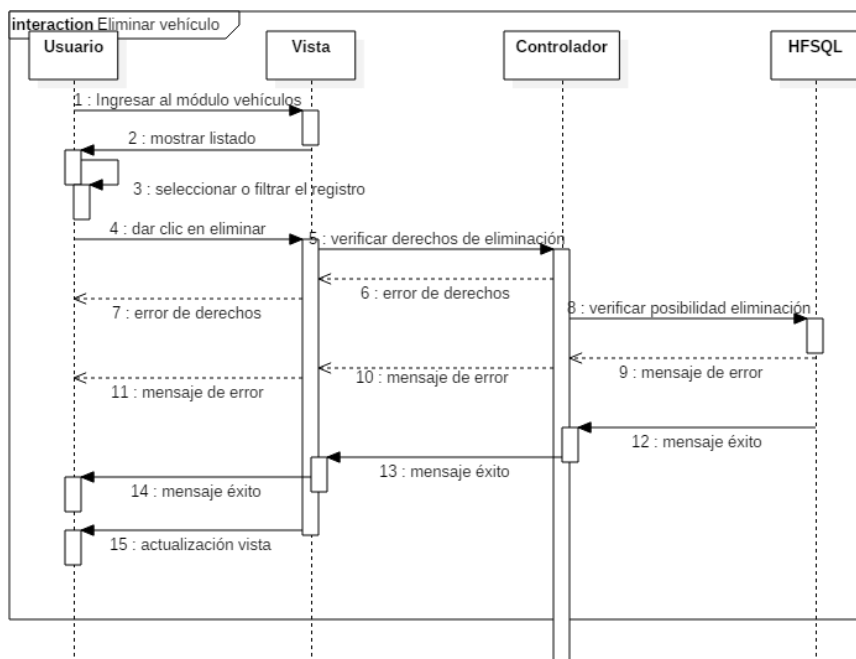 interaction Eliminar vehículo
Usuario
Vista
Controlador
HFSQL
1 : Ingresar al módulo vehículos
2 : mostrar listado
3 : seleccionar o filtrar el registro
4 : dar clic en eliminar
5 : verificar derechos de eliminación
6 : error de derechos
7 : error de derechos
8 : verificar posibilidad eliminación
9 : mensaje de error
10 : mensaje de error
11 : mensaje de error
12 : mensaje éxito
13 : mensaje éxito
14 : mensaje éxito
15 : actualización vista